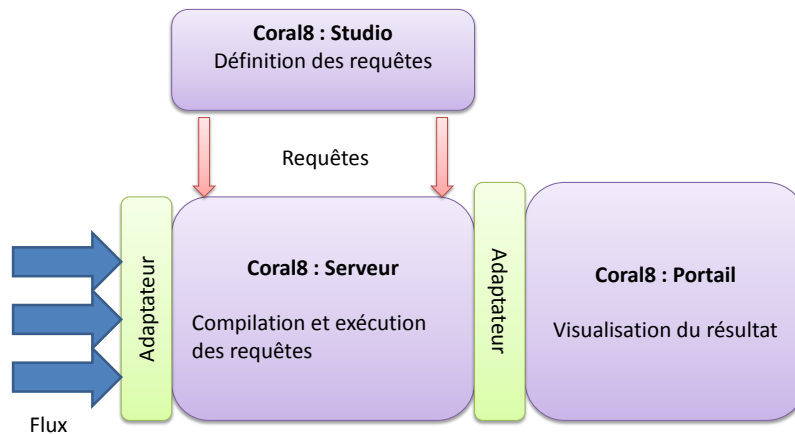 Coral8 : Studio
Définition des requêtes
Requêtes
Adaptateur
Coral8 : Serveur
Compilation et exécution
des requêtes
Adaptateur
Coral8 : Portail
Visualisation du résultat
Flux